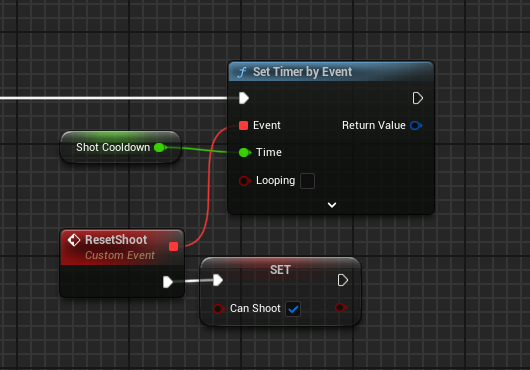 Set Timer by Event
Event
Return Value
Shot Cooldown
Time
Looping
ResetShoot
Custom Event
SET
Can Shoot